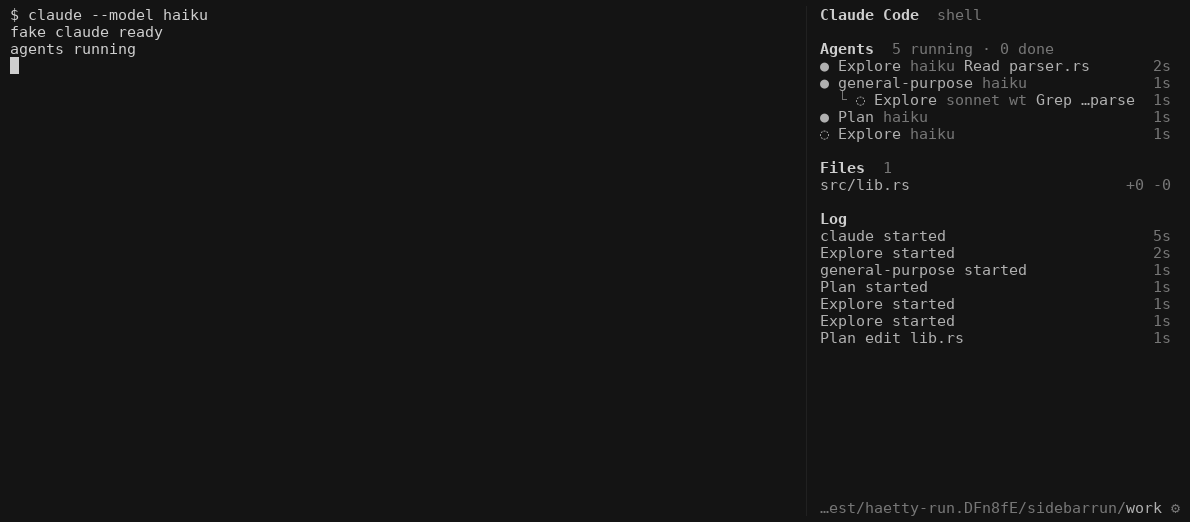 $ claude --model haiku
fake claude ready
agents running
Claude Code  shell
Agents  5 running · 0 done
● Explore haiku Read parser.rs 2s
● general-purpose haiku 1s
└ ◌ Explore sonnet wt Grep …parse 1s
● Plan haiku 1s
◌ Explore haiku 1s
Files  1
src/lib.rs +0 -0
Log
claude started 5s
Explore started 2s
general-purpose started 1s
Plan started 1s
Explore started 1s
Explore started 1s
Plan edit lib.rs 1s
…est/haetty-run.DFn8fE/sidebarrun/work ⚙